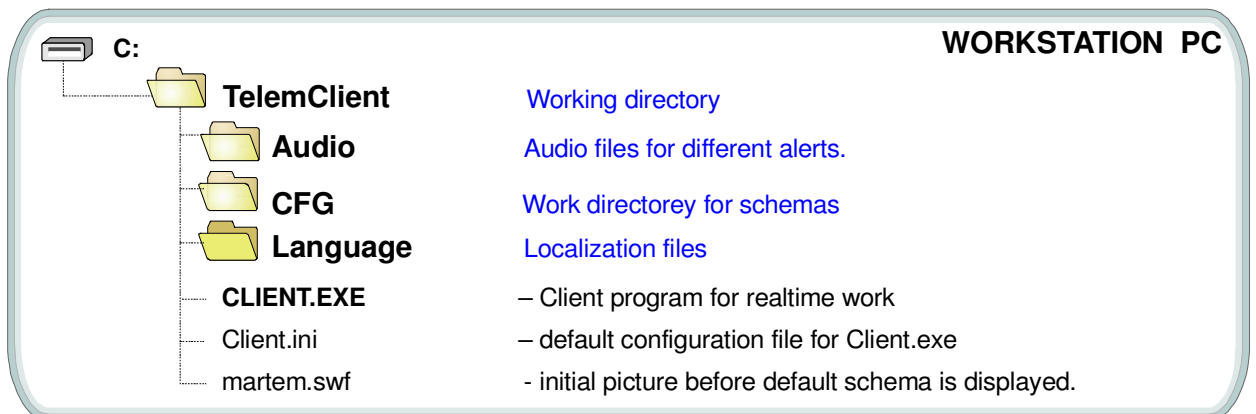 C: WORKSTATION PC
TelemClient Working directory
Audio Audio files for different alerts.
CFG Work directorey for schemas
Language Localization files
CLIENT.EXE – Client program for realtime work
Client.ini – default configuration file for Client.exe
martem.swf - initial picture before default schema is displayed.